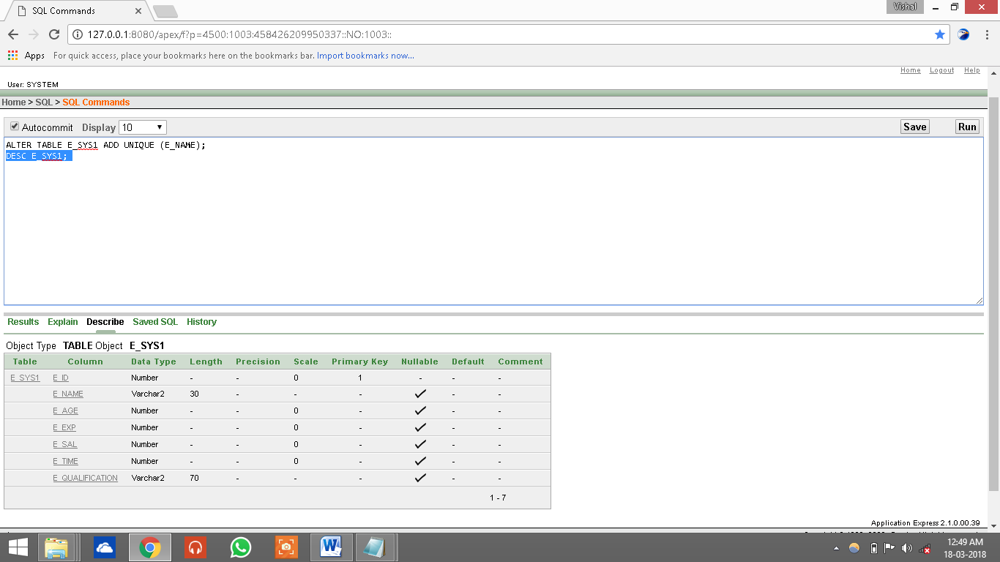 SQL Commands
Vishal
127.0.0.1:8080/apex/f?p=4500:1003:458426209950337::NO:1003::
Apps For quick access, place your bookmarks here on the bookmarks bar. Import bookmarks now...
Home Logout Help
User: SYSTEM
Home > SQL > SQL Commands
Autocommit Display 10 Save Run
ALTER TABLE E_SYS1 ADD UNIQUE (E_NAME);
DESC E_SYS1;
Results Explain Describe Saved SQL History
Object Type TABLE Object E_SYS1
Table Column Data Type Length Precision Scale Primary Key Nullable Default Comment
E_SYS1 E_ID Number - - 0 1 - - -
E_NAME Varchar2 30 - - - ✓ - -
E_AGE Number - - 0 - ✓ - -
E_EXP Number - - 0 - ✓ - -
E_SAL Number - - 0 - ✓ - -
E_TIME Number - - 0 - ✓ - -
E_QUALIFICATION Varchar2 70 - - - ✓ - -
1 - 7
Application Express 2.1.0.00.39
12:49 AM
18-03-2018